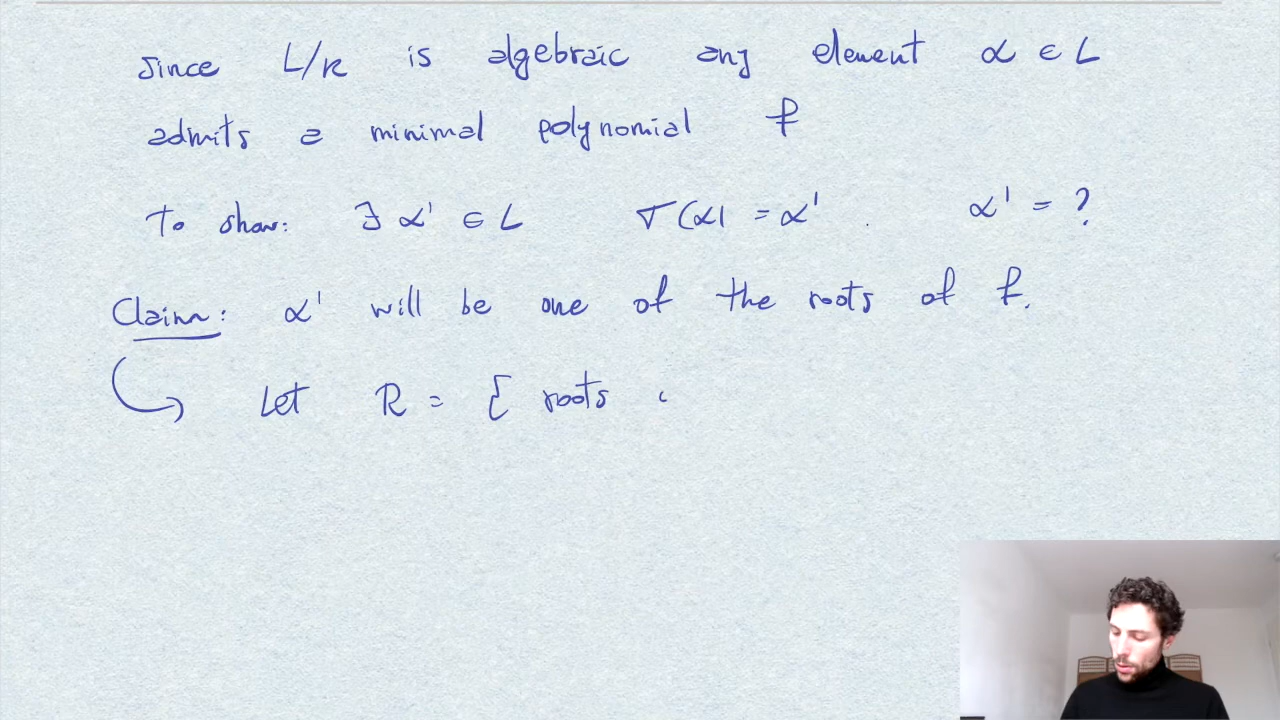 Since L/K is algebraic any element α ∈ L
admits a minimal polynomial f
To show: ∃ α' ∈ L σ(α) = α' . α' = ?
Claim: α' will be one of the roots of f.
Let R = { roots